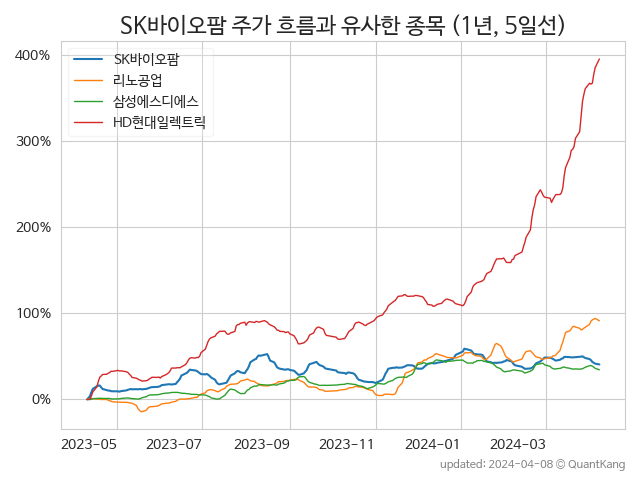 SK바이오팜 주가 흐름과 유사한 종목 (1년, 5일선)
400%
300%
200%
100%
0%
SK바이오팜
리노공업
삼성에스디에스
HD현대일렉트릭
2023-05
2023-07
2023-09
2023-11
2024-01
2024-03
updated: 2024-04-08 © QuantKang